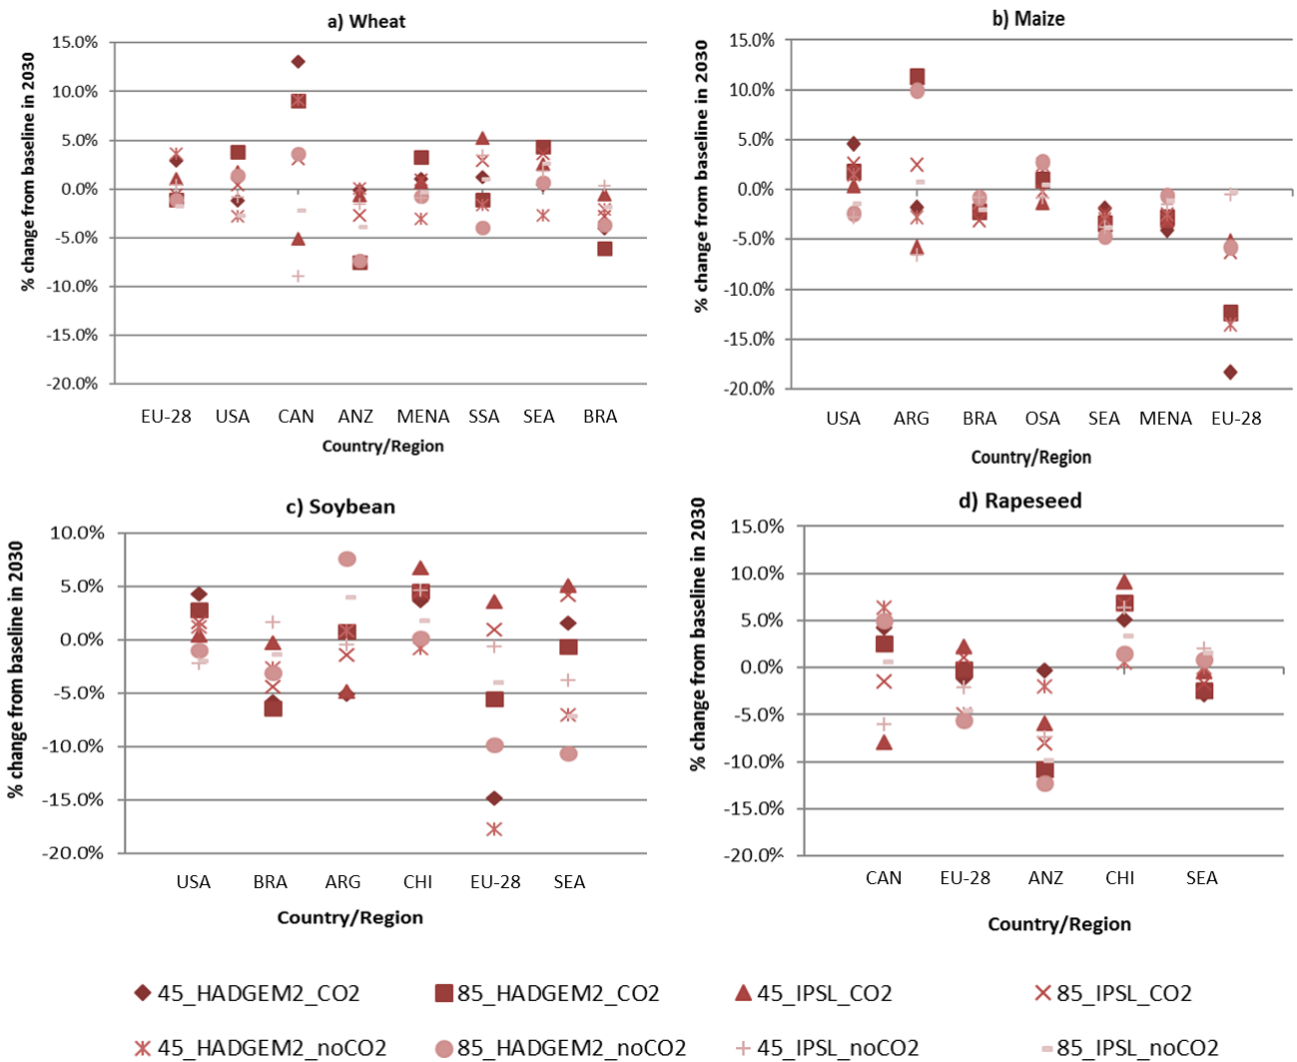 a) Wheat
% change from baseline in 2030
15.0%
10.0%
5.0%
0.0%
-5.0%
-10.0%
-15.0%
-20.0%
EU-28 USA CAN ANZ MENA SSA SEA BRA
Country/Region
b) Maize
% change from baseline in 2030
15.0%
10.0%
5.0%
0.0%
-5.0%
-10.0%
-15.0%
-20.0%
USA ARG BRA OSA SEA MENA EU-28
Country/Region
c) Soybean
% change from baseline in 2030
10.0%
5.0%
0.0%
-5.0%
-10.0%
-15.0%
-20.0%
USA BRA ARG CHI EU-28 SEA
Country/Region
d) Rapeseed
% change from baseline in 2030
15.0%
10.0%
5.0%
0.0%
-5.0%
-10.0%
-15.0%
-20.0%
CAN EU-28 ANZ CHI SEA
Country/Region
45_HADGEM2_CO2 85_HADGEM2_CO2 45_IPSL_CO2 85_IPSL_CO2
45_HADGEM2_noCO2 85_HADGEM2_noCO2 45_IPSL_noCO2 85_IPSL_noCO2